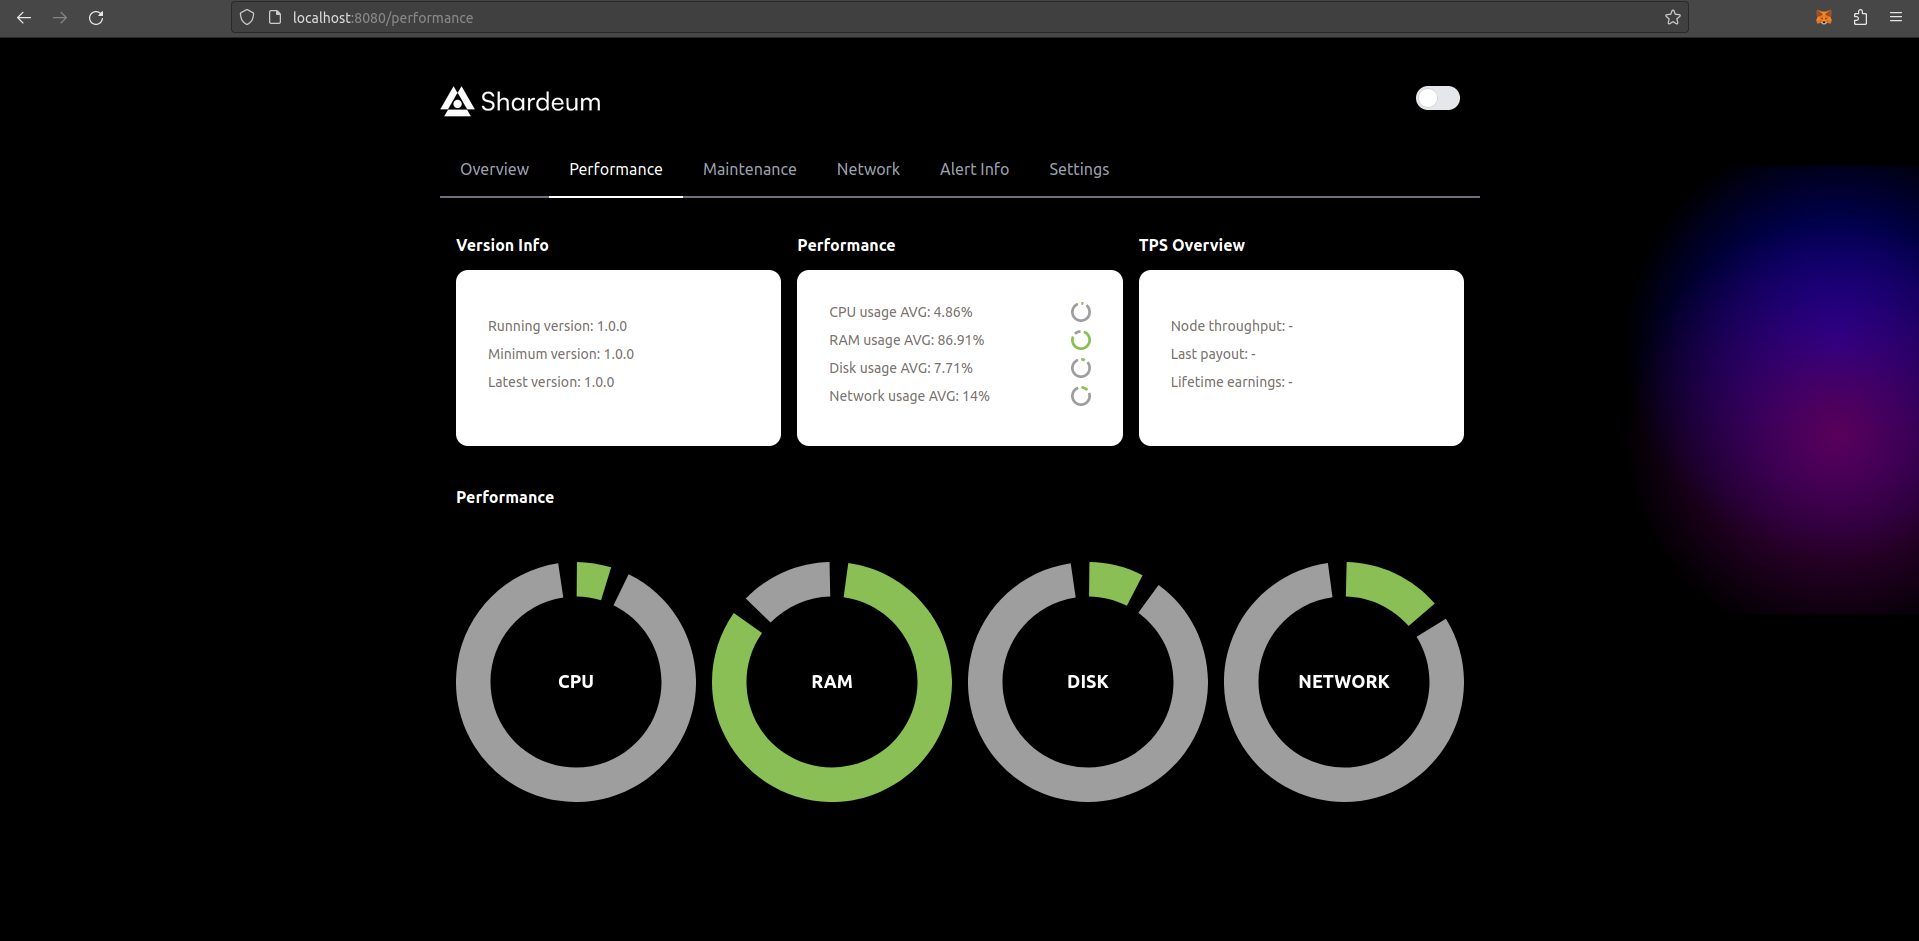 localhost:8080/performance
Shardeum
Overview Performance Maintenance Network Alert Info Settings
Version Info
Running version: 1.0.0
Minimum version: 1.0.0
Latest version: 1.0.0
Performance
CPU usage AVG: 4.86%
RAM usage AVG: 86.91%
Disk usage AVG: 7.71%
Network usage AVG: 14%
TPS Overview
Node throughput: -
Last payout: -
Lifetime earnings: -
Performance
CPU
RAM
DISK
NETWORK